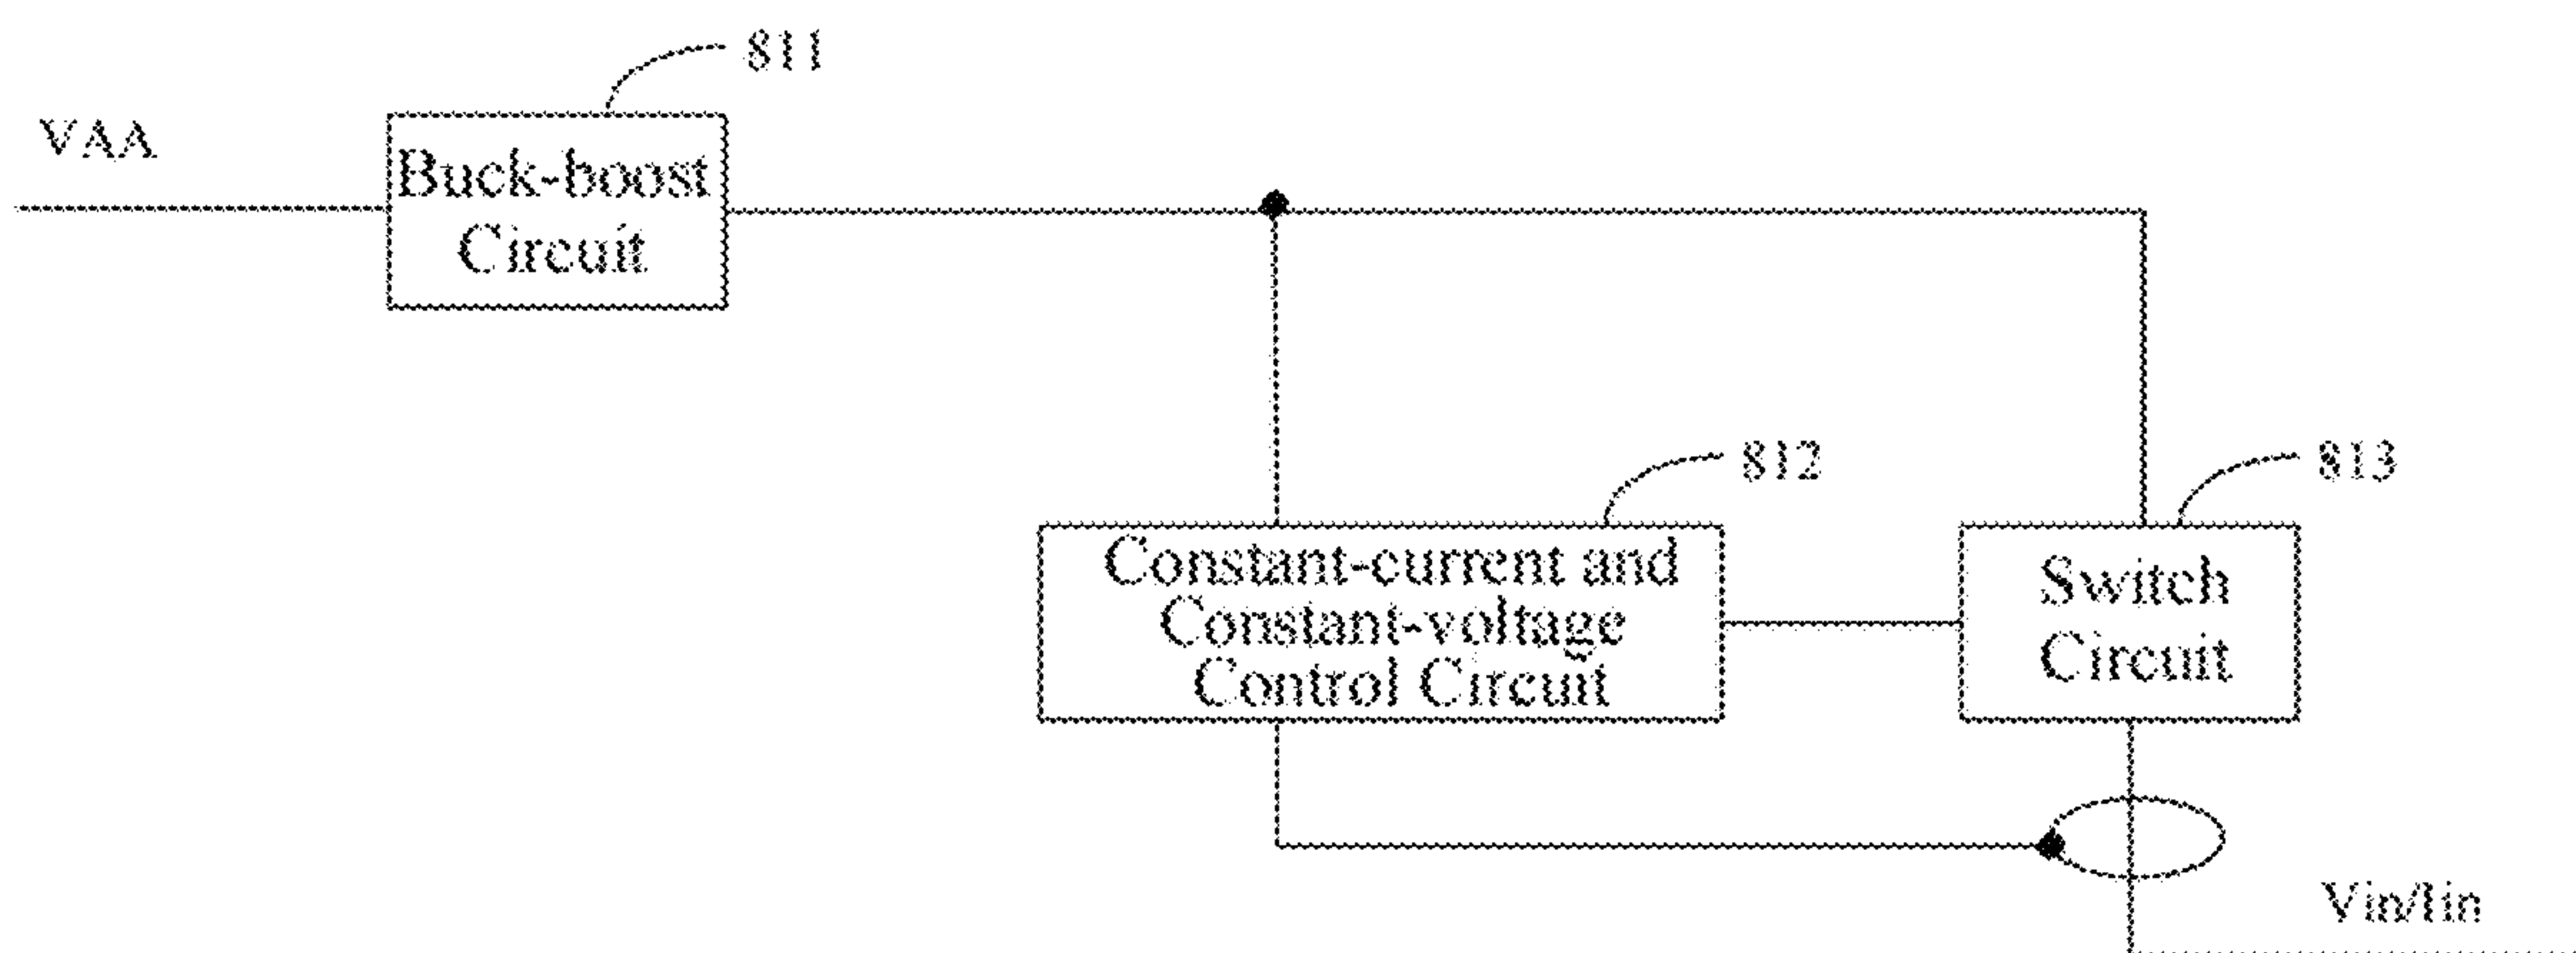 811
VAA
Buck-boost
Circuit
812
813
Constant-current and
Constant-voltage
Control Circuit
Switch
Circuit
Vin/Iin